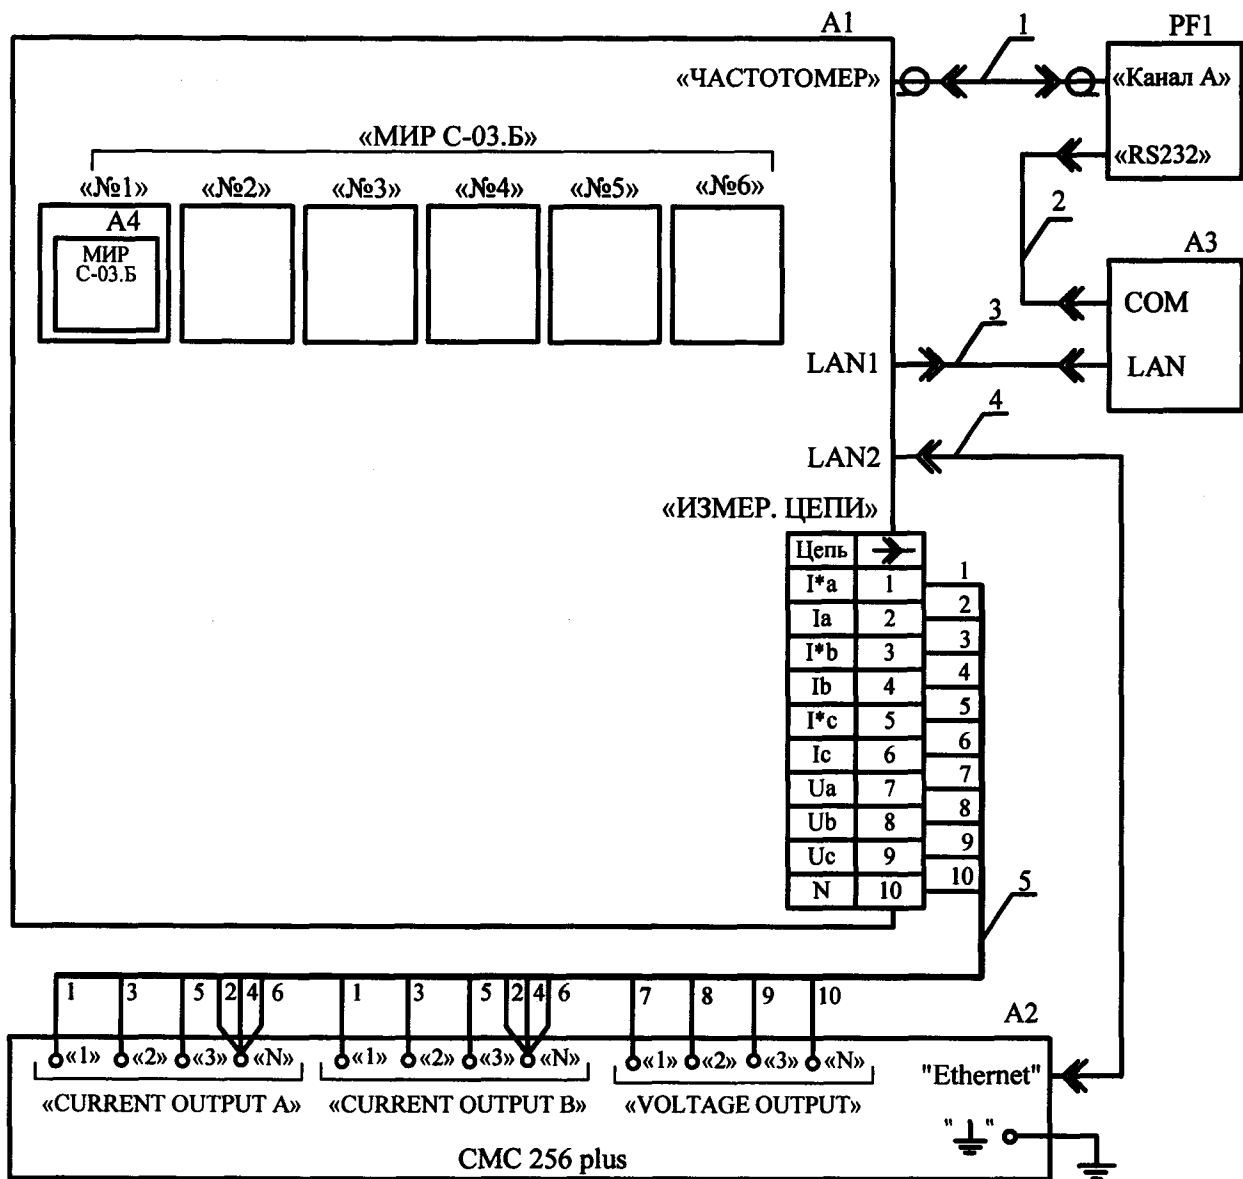 A1
1
PF1
«ЧАСТОТОМЕР»
«Канал А»
«МИР С-03.Б»
«RS232»
«№1» «№2» «№3» «№4» «№5» «№6»
2
A4
МИР
С-03.Б
A3
COM
3
LAN1
LAN
4
LAN2
«ИЗМЕР. ЦЕПИ»
Цепь
I*a 1 1
Ia 2 2
I*b 3 3
Ib 4 4
I*c 5 5
Ic 6 6
Ua 7 7
Ub 8 8
Uc 9 9
N 10 10
5
1 3 5 2 4 6 1 3 5 2 4 6 7 8 9 10
A2
«1» «2» «3» «N» «1» «2» «3» «N» «1» «2» «3» «N»
"Ethernet"
«CURRENT OUTPUT A» «CURRENT OUTPUT B» «VOLTAGE OUTPUT»
CMC 256 plus